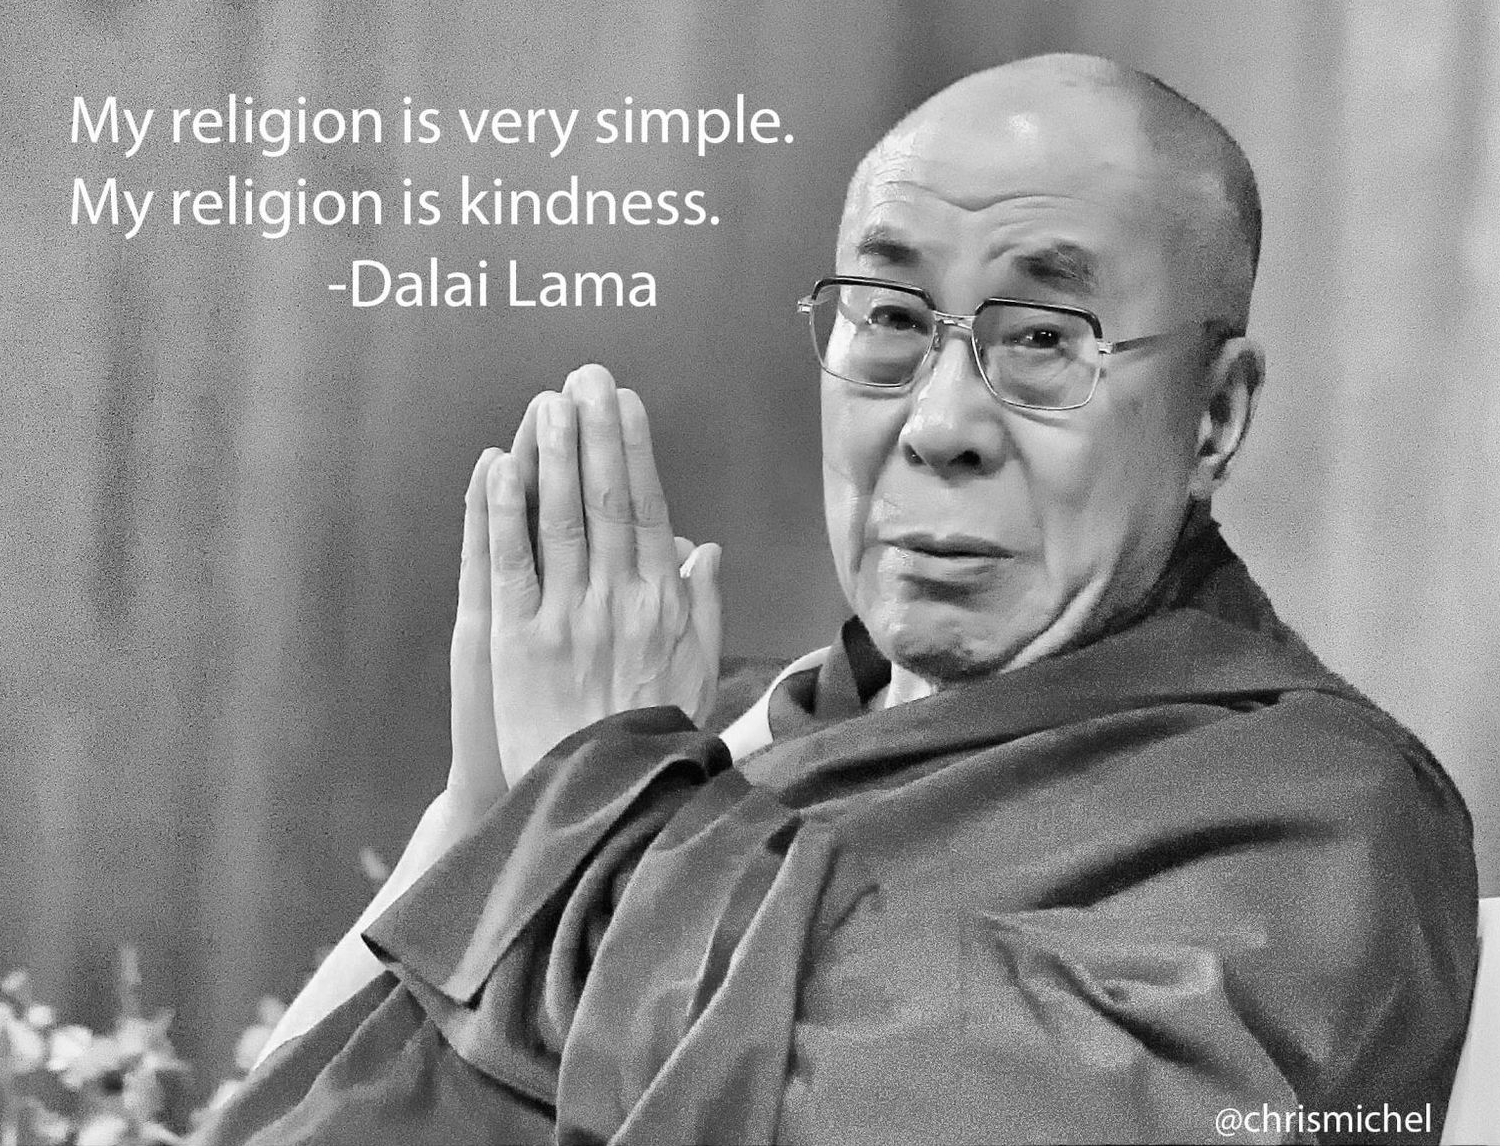 My religion is very simple.
My religion is kindness.
-Dalai Lama
@chrismichel